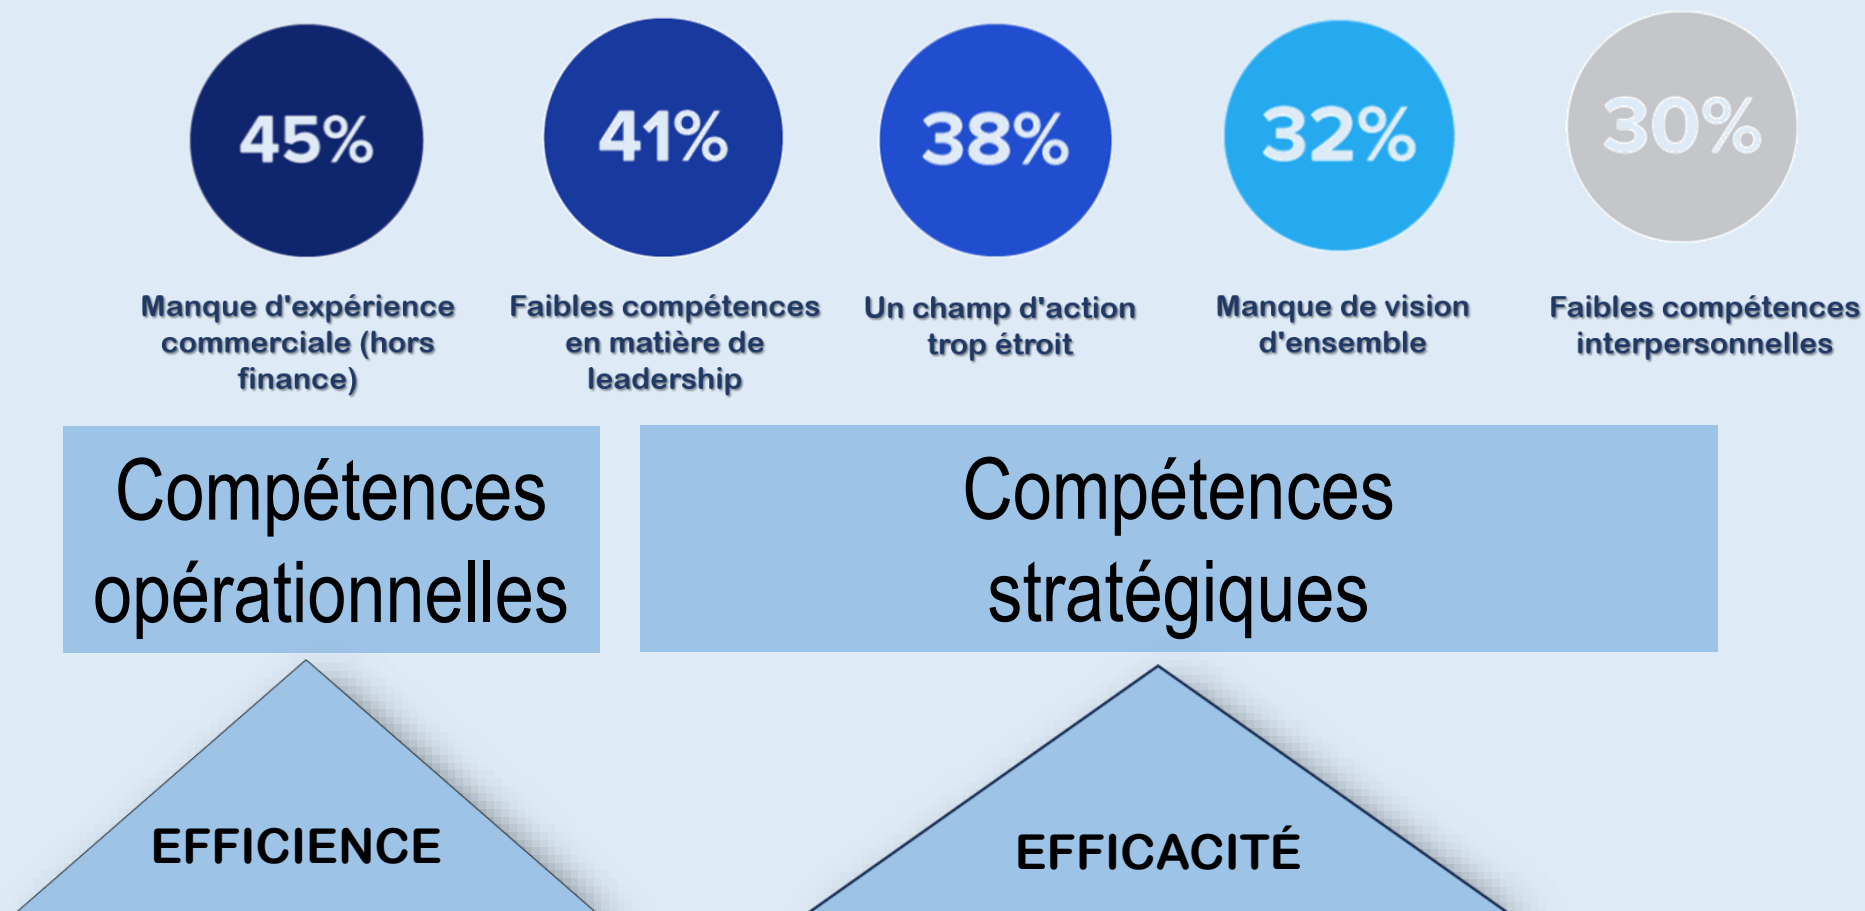 45%
41%
38%
32%
30%
Manque d'expérience
commerciale (hors
finance)
Faibles compétences
en matière de
leadership
Un champ d'action
trop étroit
Manque de vision
d'ensemble
Faibles compétences
interpersonnelles
Compétences
opérationnelles
Compétences
stratégiques
EFFICIENCE
EFFICACITÉ